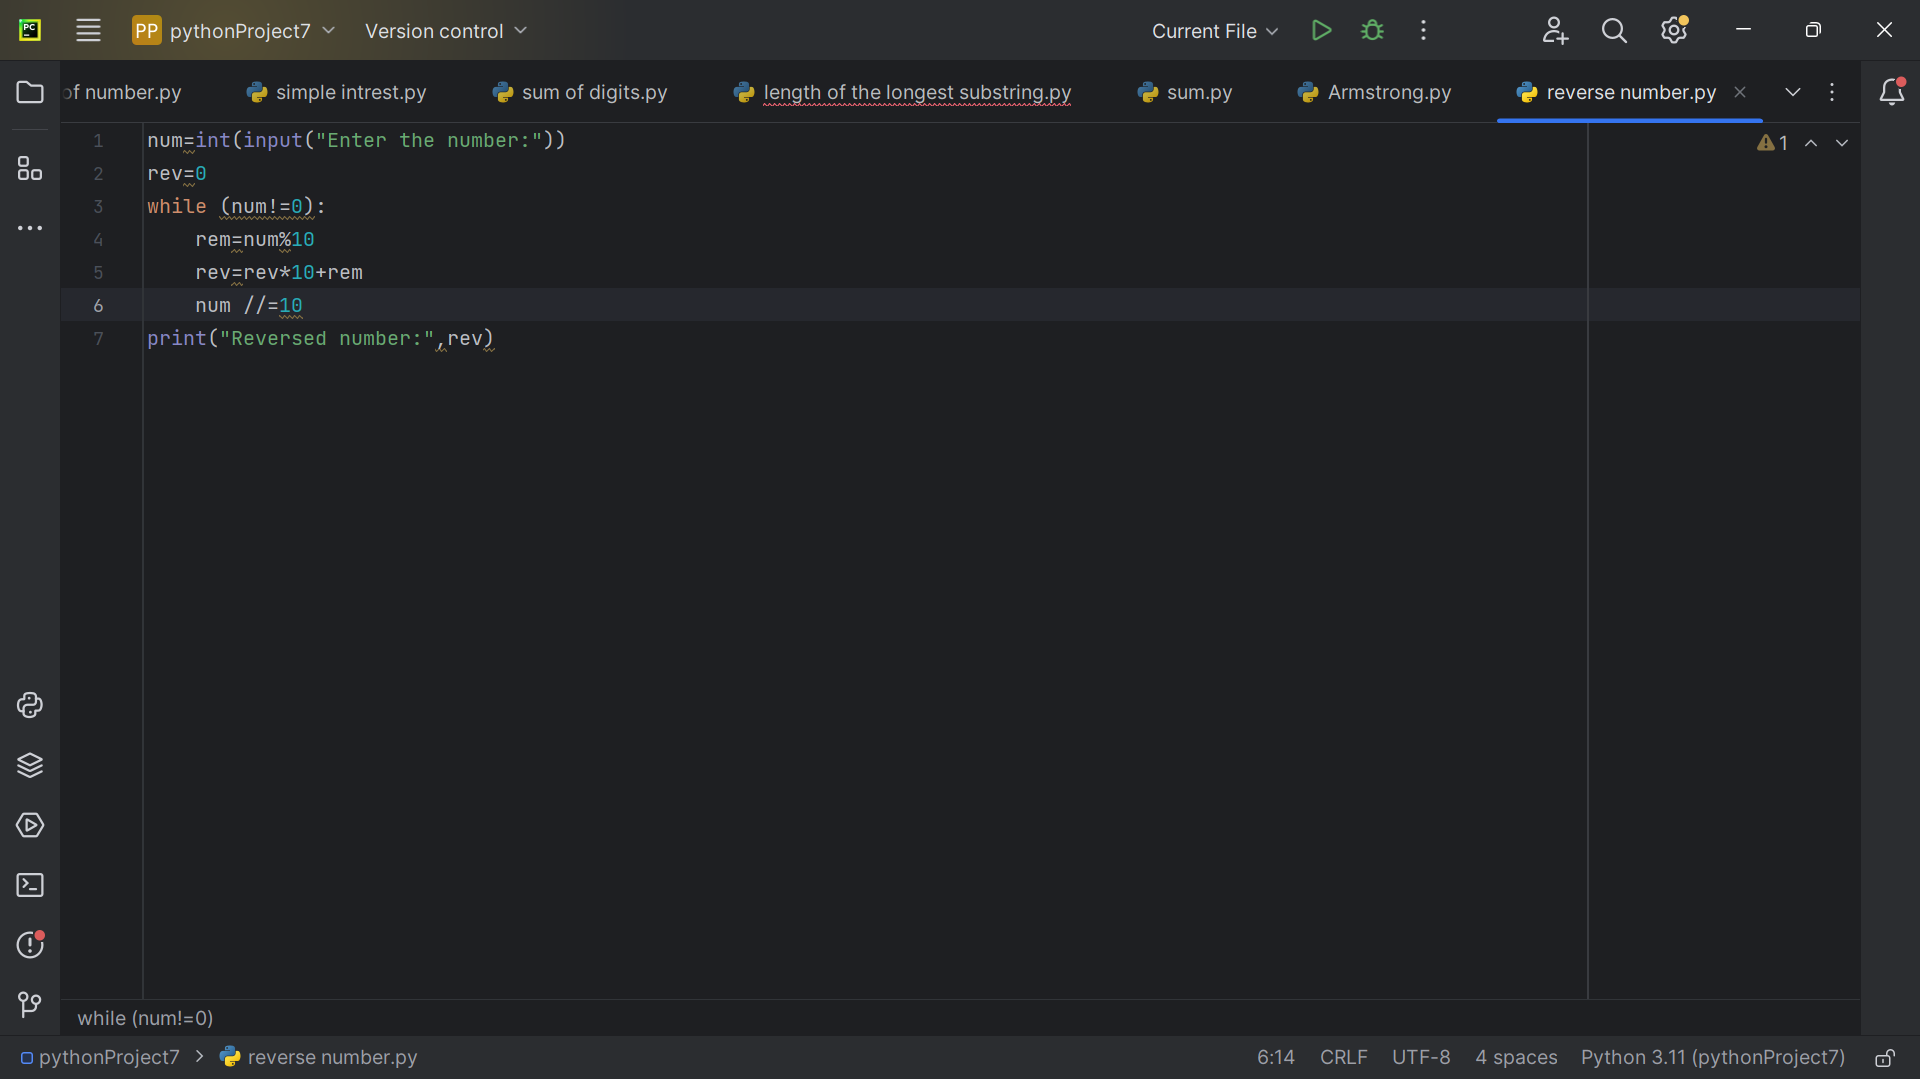 PC
PP pythonProject7 Version control Current File
of number.py simple intrest.py sum of digits.py length of the longest substring.py sum.py Armstrong.py reverse number.py
1 num=int(input("Enter the number:"))
2 rev=0
3 while (num!=0):
4 rem=num%10
5 rev=rev*10+rem
6 num //=10
7 print("Reversed number:",rev)
1
while (num!=0)
pythonProject7 > reverse number.py 6:14 CRLF UTF-8 4 spaces Python 3.11 (pythonProject7)